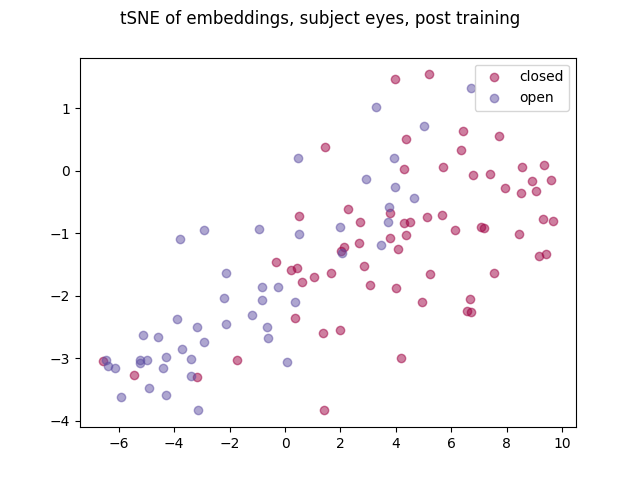 tSNE of embeddings, subject eyes, post training
closed
open
1
0
−1
−2
−3
−4
−6 −4 −2 0 2 4 6 8 10